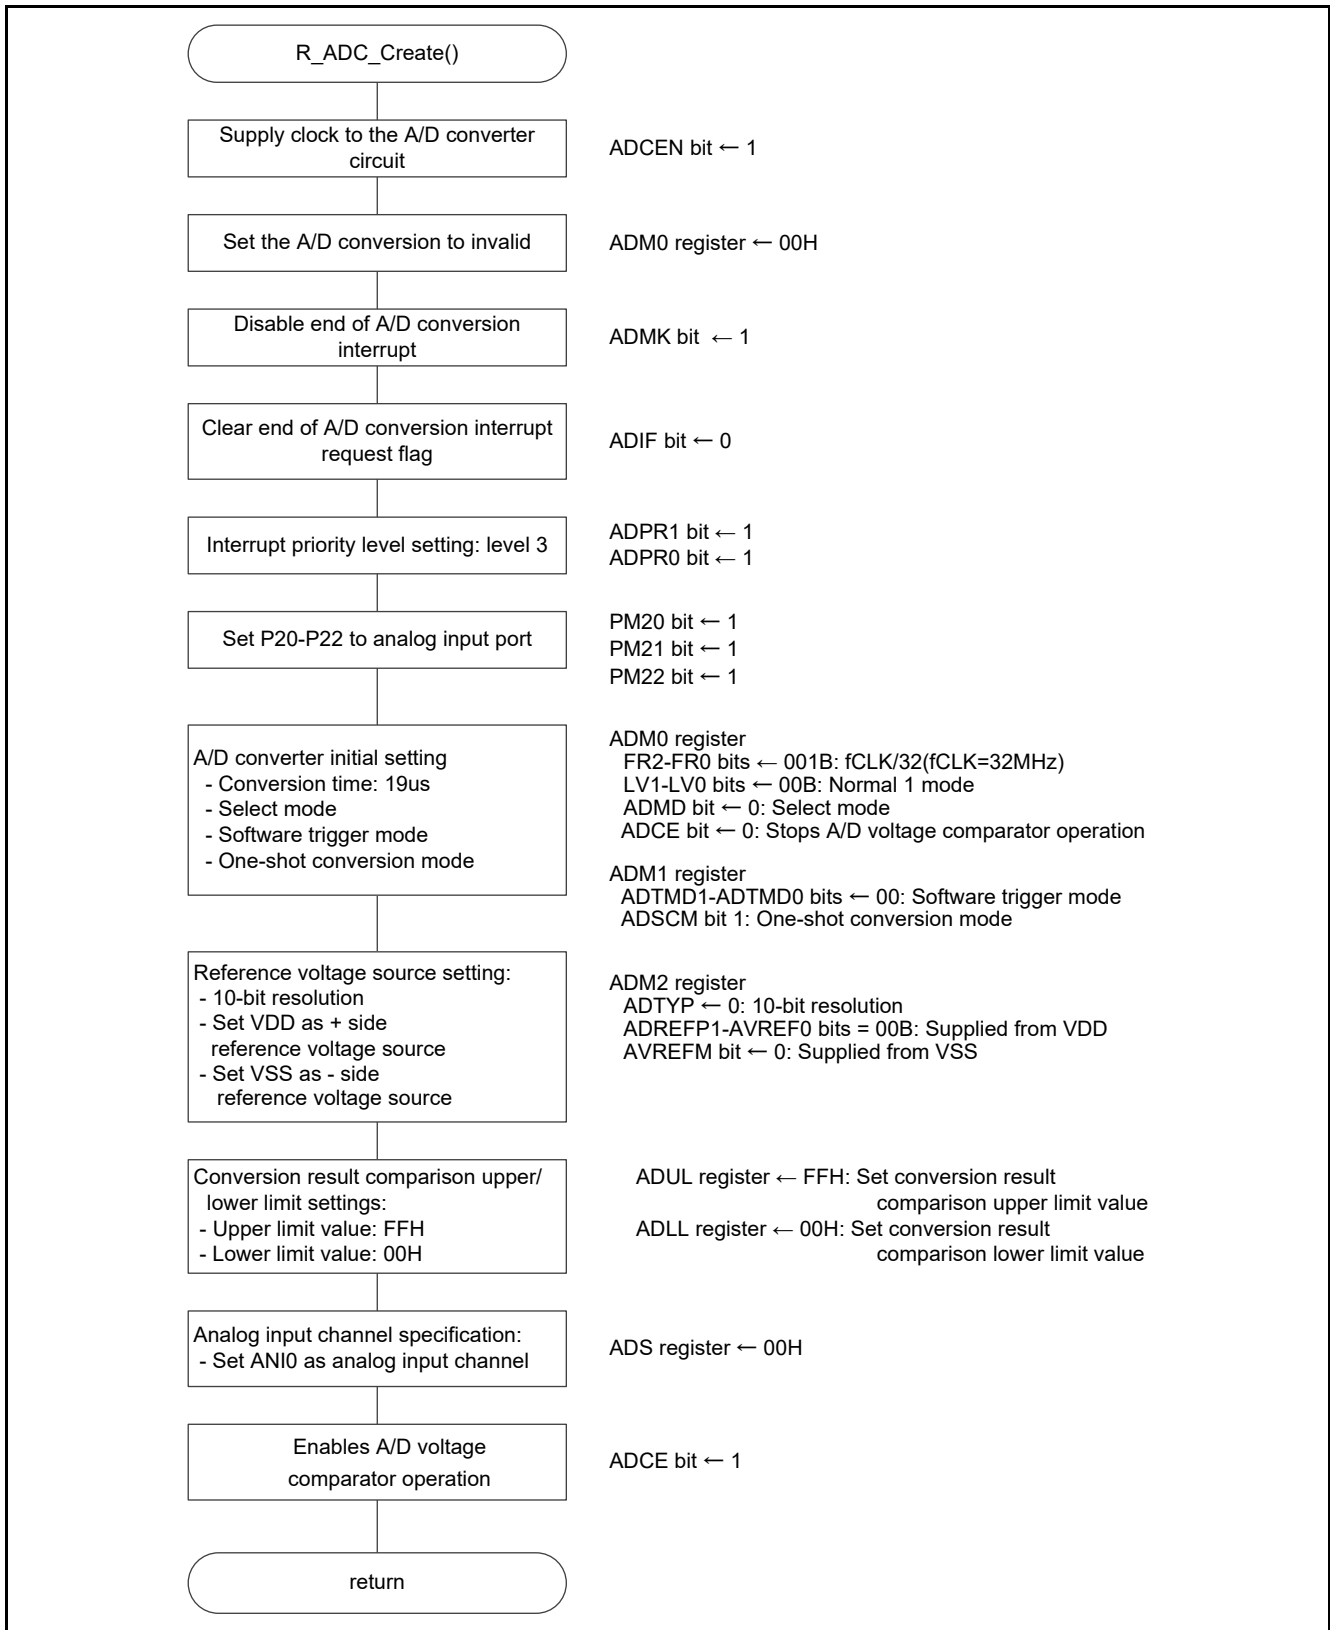 R_ADC_Create()
Supply clock to the A/D converter
circuit
ADCEN bit ← 1
Set the A/D conversion to invalid
ADM0 register ← 00H
Disable end of A/D conversion
interrupt
ADMK bit ← 1
Clear end of A/D conversion interrupt
request flag
ADIF bit ← 0
Interrupt priority level setting: level 3
ADPR1 bit ← 1
ADPR0 bit ← 1
Set P20-P22 to analog input port
PM20 bit ← 1
PM21 bit ← 1
PM22 bit ← 1
A/D converter initial setting
- Conversion time: 19us
- Select mode
- Software trigger mode
- One-shot conversion mode
ADM0 register
FR2-FR0 bits ← 001B: fCLK/32(fCLK=32MHz)
LV1-LV0 bits ← 00B: Normal 1 mode
ADMD bit ← 0: Select mode
ADCE bit ← 0: Stops A/D voltage comparator operation
ADM1 register
ADTMD1-ADTMD0 bits ← 00: Software trigger mode
ADSCM bit 1: One-shot conversion mode
Reference voltage source setting:
- 10-bit resolution
- Set VDD as + side
reference voltage source
- Set VSS as - side
reference voltage source
ADM2 register
ADTYP ← 0: 10-bit resolution
ADREFP1-AVREF0 bits = 00B: Supplied from VDD
AVREFM bit ← 0: Supplied from VSS
Conversion result comparison upper/
lower limit settings:
- Upper limit value: FFH
- Lower limit value: 00H
ADUL register ← FFH: Set conversion result
comparison upper limit value
ADLL register ← 00H: Set conversion result
comparison lower limit value
Analog input channel specification:
- Set ANI0 as analog input channel
ADS register ← 00H
Enables A/D voltage
comparator operation
ADCE bit ← 1
return